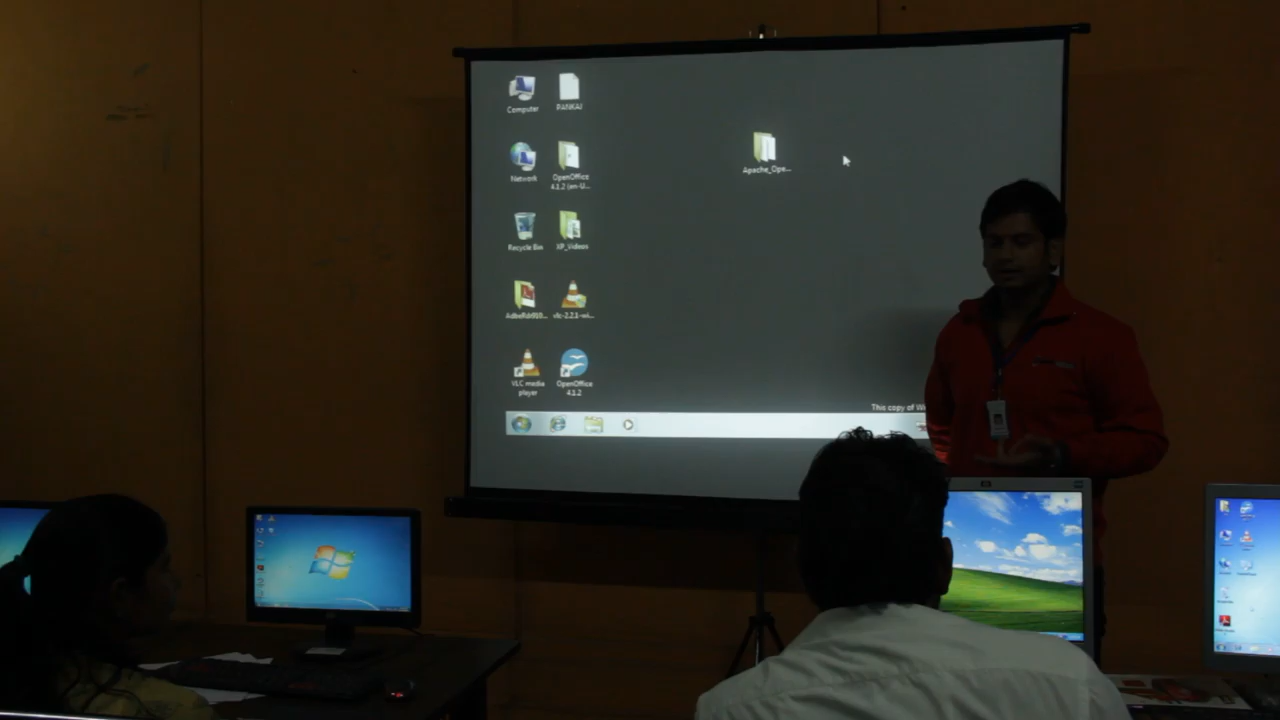 Computer
PANKAJ
Network
OpenOffice
4.1.2 (en-U...
Apache_Ope...
Recycle Bin
XP_Videos
AdbeRdr910...
vlc-2.2.1-wi...
VLC media
player
OpenOffice
4.1.2
This copy of Wi